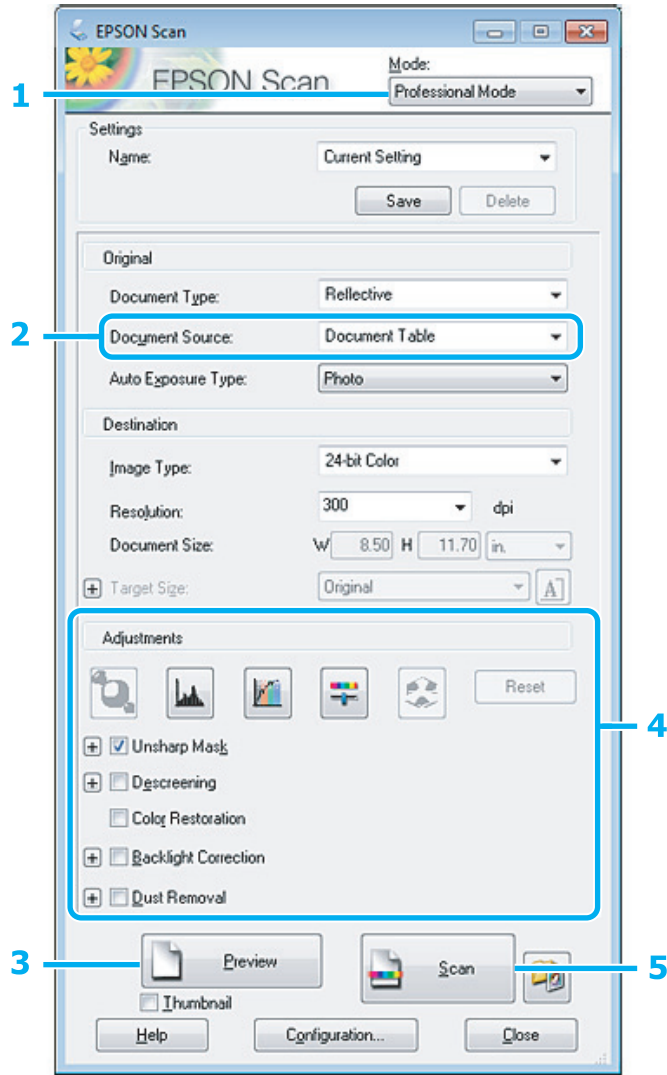 EPSON Scan
EPSON Scan
Mode:
1
Professional Mode
Settings
Name: Current Setting
Save Delete
Original
Document Type: Reflective
2 Document Source: Document Table
Auto Exposure Type: Photo
Destination
Image Type: 24-bit Color
Resolution: 300 dpi
Document Size: W 8.50 H 11.70 in.
Target Size: Original A
Adjustments
Reset
4
Unsharp Mask
Descreening
Color Restoration
Backlight Correction
Dust Removal
3 Preview Scan 5
Thumbnail
Help Configuration... Close